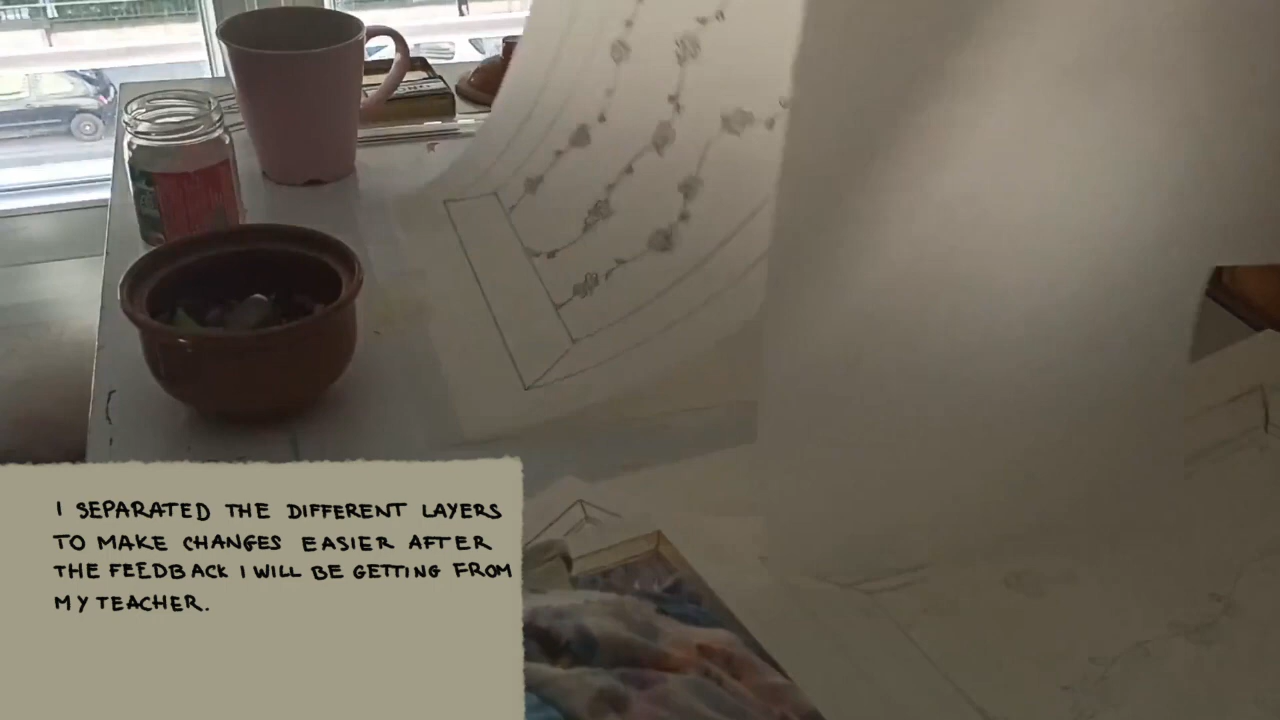 I SEPARATED THE DIFFERENT LAYERS
TO MAKE CHANGES EASIER AFTER
THE FEEDBACK I WILL BE GETTING FROM
MY TEACHER.